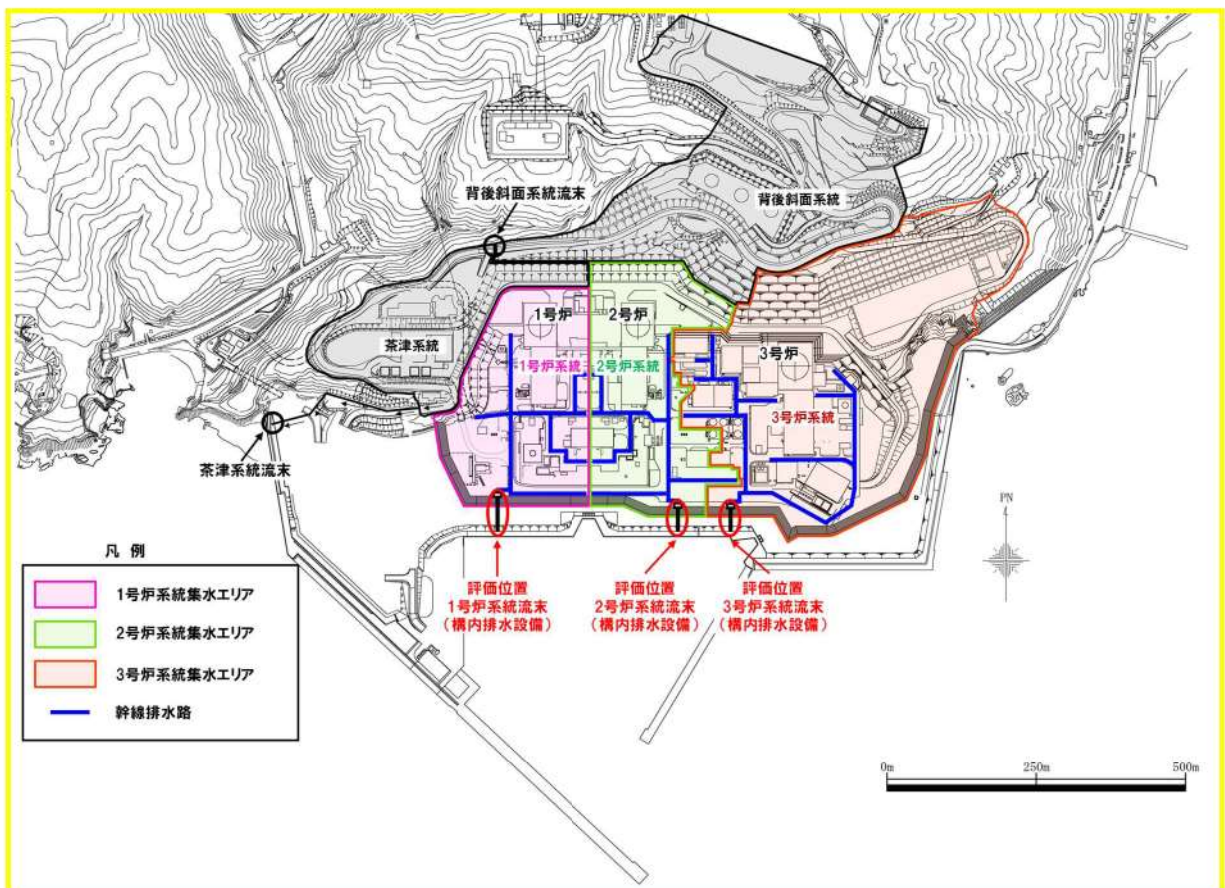 背後斜面系統流末
背後斜面系統
1号炉
2号炉
3号炉
茶津系統
1号炉系統
2号炉系統
3号炉系統
茶津系統流末
PN
凡 例
1号炉系統集水エリア
2号炉系統集水エリア
3号炉系統集水エリア
幹線排水路
評価位置
1号炉系統流末
(構内排水設備)
評価位置
2号炉系統流末
(構内排水設備)
評価位置
3号炉系統流末
(構内排水設備)
0m
250m
500m